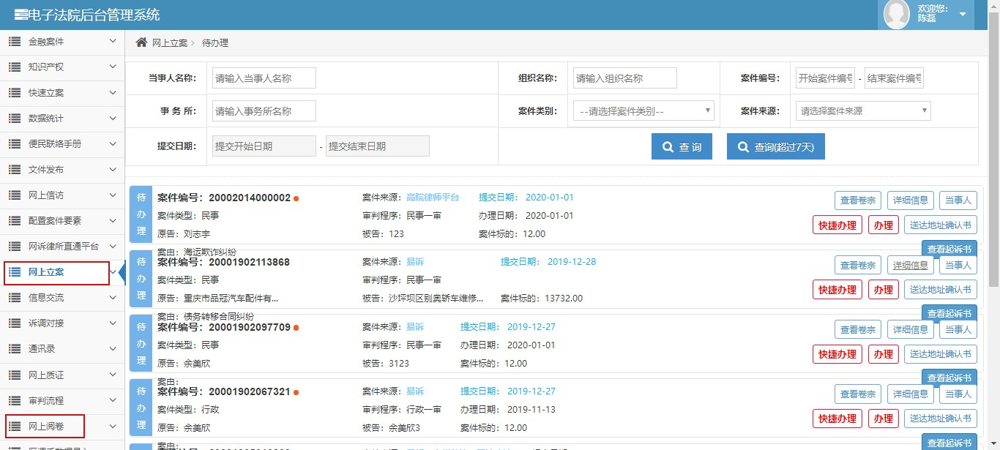 电子法院后台管理系统
欢迎您:
陈磊
金融案件
知识产权
快速立案
数据统计
便民联络手册
文件发布
网上信访
配置案件要素
网诉律所直通平台
网上立案
信息交流
诉调对接
通讯录
网上质证
审判流程
网上阅卷
网上立案 > 待办理
当事人名称: 请输入当事人名称 组织名称: 请输入组织名称 案件编号: 开始案件编号 - 结束案件编号
事 务 所: 请输入事务所名称 案件类别: --请选择案件类别-- 案件来源: 请选择案件来源
提交日期: 提交开始日期 - 提交结束日期 查 询 查询(超过7天)
待办理
案件编号: 20002014000002 案件来源: 高院律师平台 提交日期: 2020-01-01 查看卷宗 详细信息 当事人
案件类型: 民事 审判程序: 民事一审 办理日期: 2020-01-01
原告: 刘志宇 被告: 123 案件标的: 12.00 快捷办理 办理 送达地址确认书
案由: 海运欺诈纠纷 查看起诉书
待办理
案件编号: 20001902113868 案件来源: 易诉 提交日期: 2019-12-28 查看卷宗 详细信息 当事人
案件类型: 民事 审判程序: 民事一审
原告: 重庆市品冠汽车配件有... 被告: 沙坪坝区别奥轿车维修... 案件标的: 13732.00 快捷办理 办理 送达地址确认书
案由: 债务转移合同纠纷 查看起诉书
待办理
案件编号: 20001902097709 案件来源: 易诉 提交日期: 2019-12-27 查看卷宗 详细信息 当事人
案件类型: 民事 审判程序: 民事一审 办理日期: 2020-01-01
原告: 余美欣 被告: 3123 案件标的: 12.00 快捷办理 办理 送达地址确认书
案由: 查看起诉书
待办理
案件编号: 20001902067321 案件来源: 易诉 提交日期: 2019-12-27 查看卷宗 详细信息 当事人
案件类型: 行政 审判程序: 行政一审 办理日期: 2019-11-13
原告: 余美欣 被告: 余美欣3 案件标的: 12.00 快捷办理 办理 送达地址确认书
案由: 查看起诉书